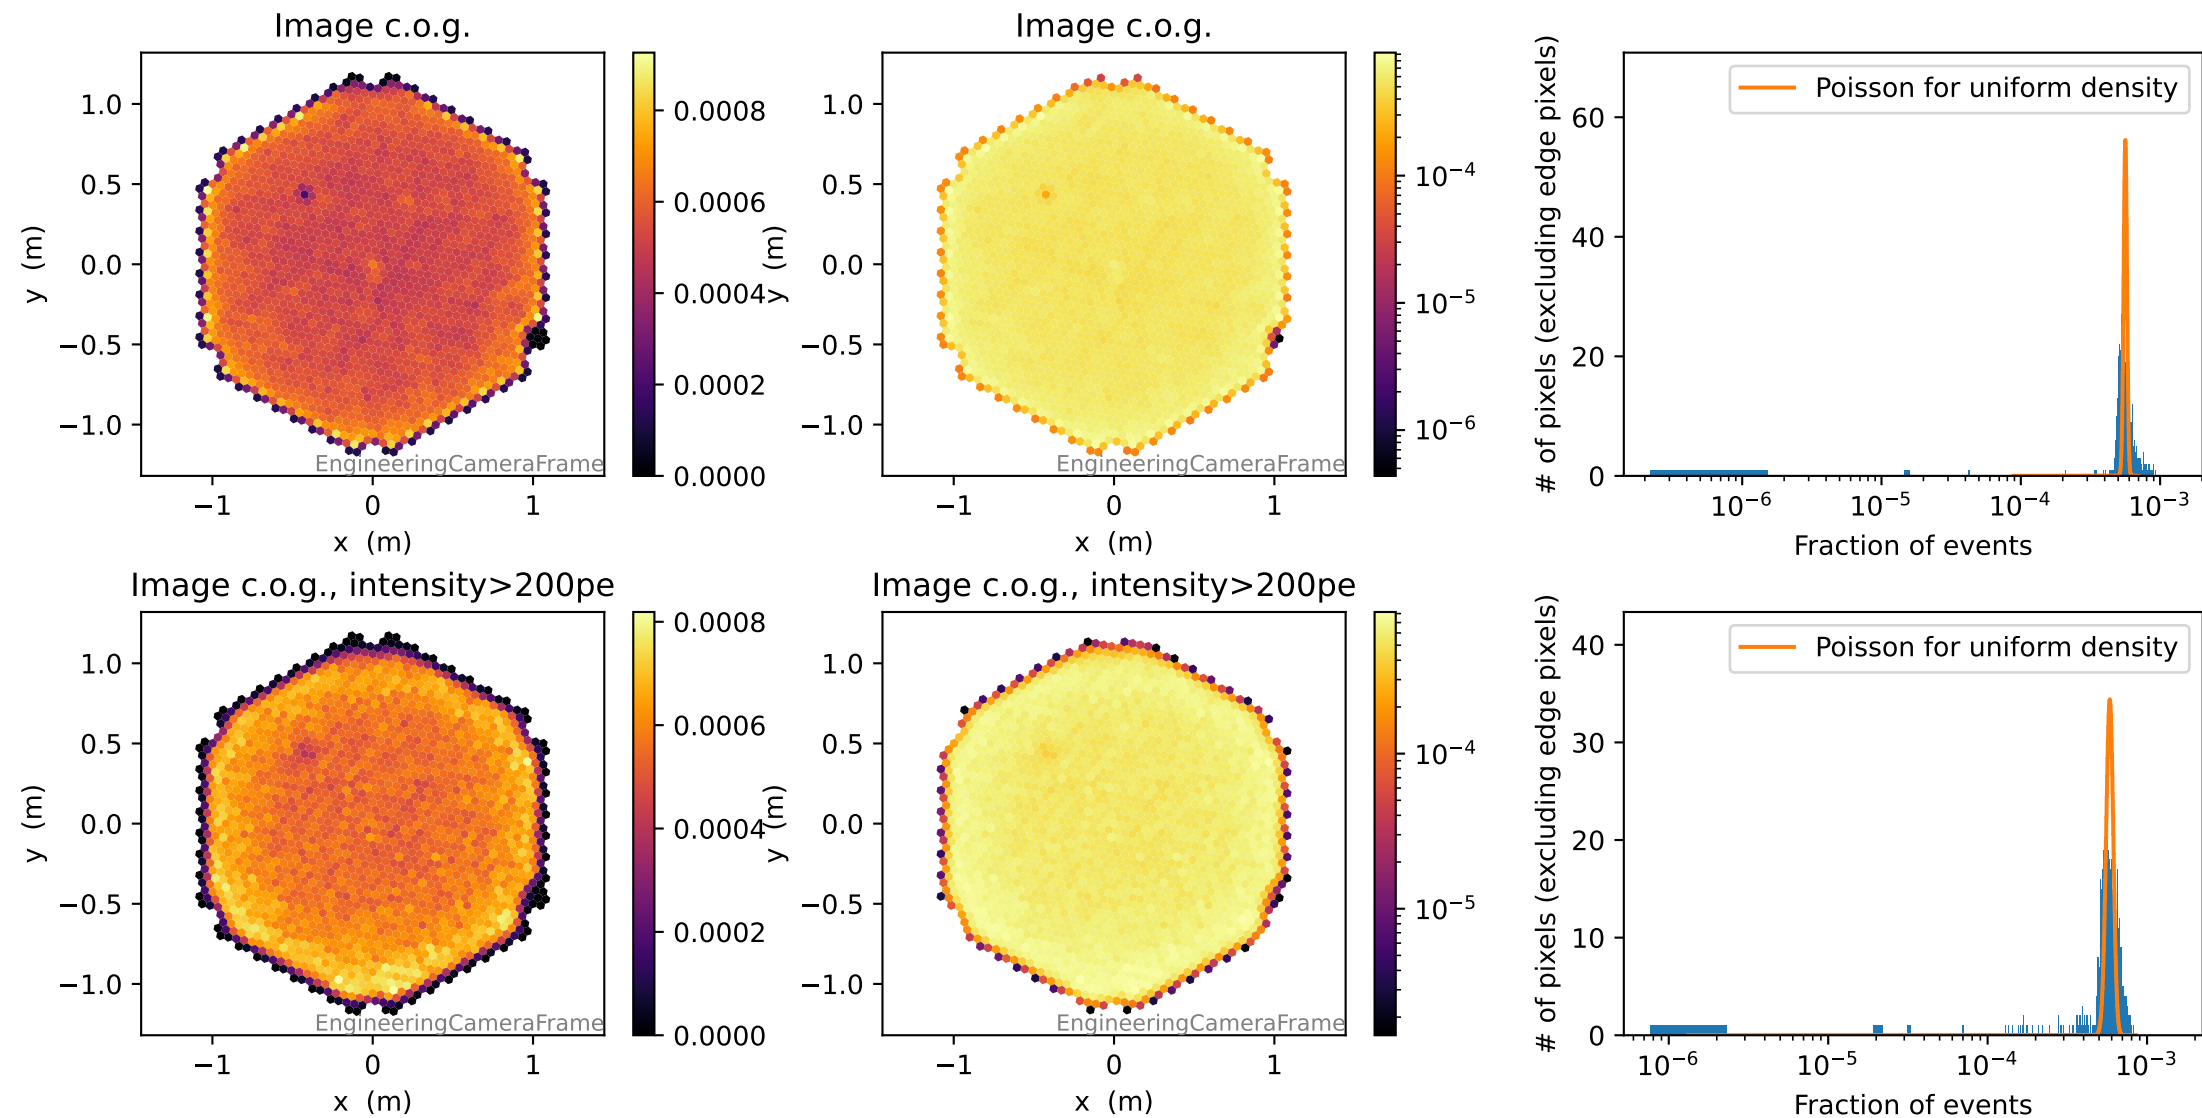 Image c.o.g.
1.0
0.5
0.0
−0.5
−1.0
y (m)
−1
0
1
x (m)
EngineeringCameraFrame
0.0008
0.0006
0.0004
0.0002
0.0000
Image c.o.g.
1.0
0.5
0.0
−0.5
−1.0
y (m)
−1
0
1
x (m)
EngineeringCameraFrame
10⁻⁴
10⁻⁵
10⁻⁶
Poisson for uniform density
# of pixels (excluding edge pixels)
60
40
20
0
10⁻⁶
10⁻⁵
10⁻⁴
10⁻³
Fraction of events
Image c.o.g., intensity>200pe
1.0
0.5
0.0
−0.5
−1.0
y (m)
−1
0
1
x (m)
EngineeringCameraFrame
0.0008
0.0006
0.0004
0.0002
0.0000
Image c.o.g., intensity>200pe
1.0
0.5
0.0
−0.5
−1.0
y (m)
−1
0
1
x (m)
EngineeringCameraFrame
10⁻⁴
10⁻⁵
Poisson for uniform density
# of pixels (excluding edge pixels)
40
30
20
10
0
10⁻⁶
10⁻⁵
10⁻⁴
10⁻³
Fraction of events